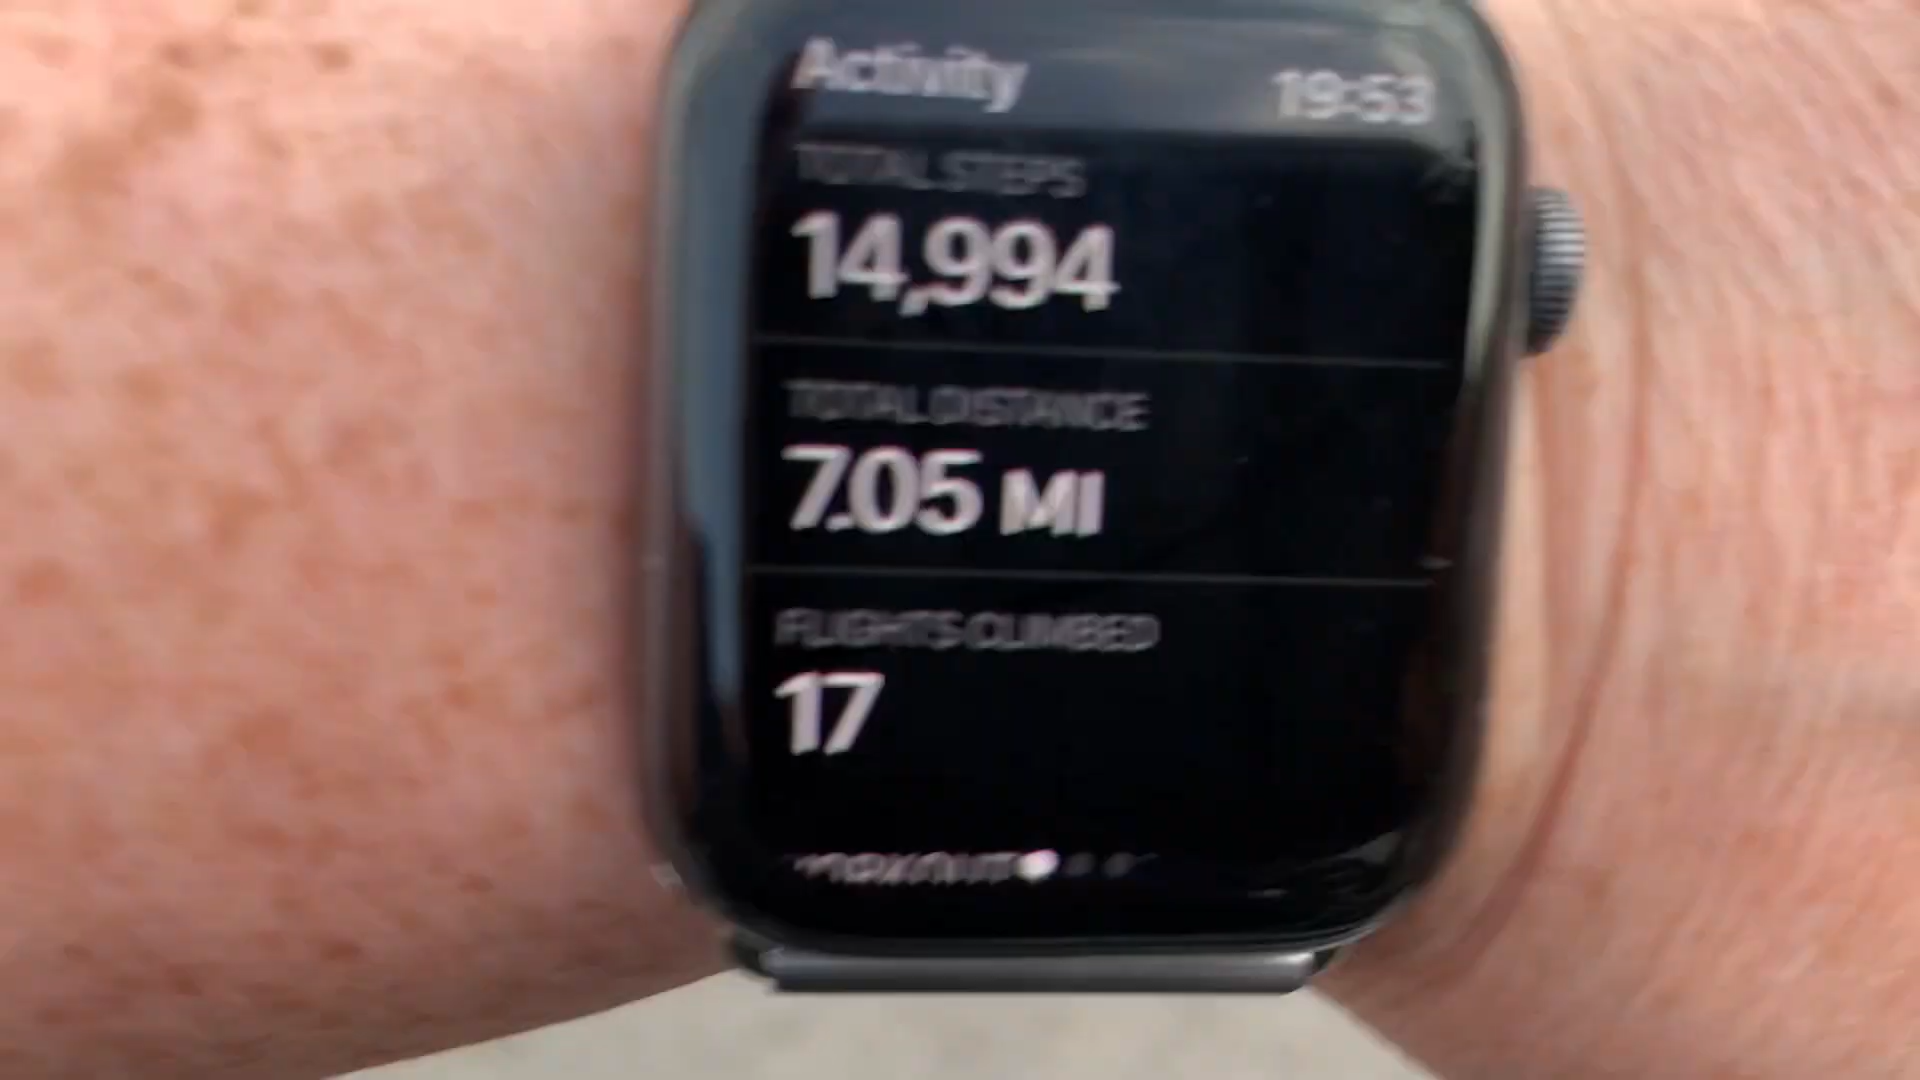 Activity
19:53
TOTAL STEPS
14,994
TOTAL DISTANCE
7.05 MI
FLIGHTS CLIMBED
17